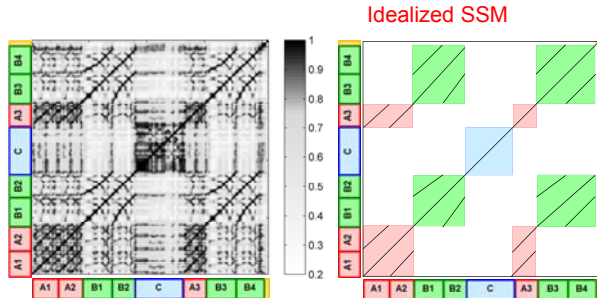 Idealized SSM
B4
B3
A3
C
B2
B1
A2
A1
A1 A2 B1 B2 C A3 B3 B4
1
0.9
0.8
0.7
0.6
0.5
0.4
0.3
0.2
B4
B3
A3
C
B2
B1
A2
A1
A1 A2 B1 B2 C A3 B3 B4